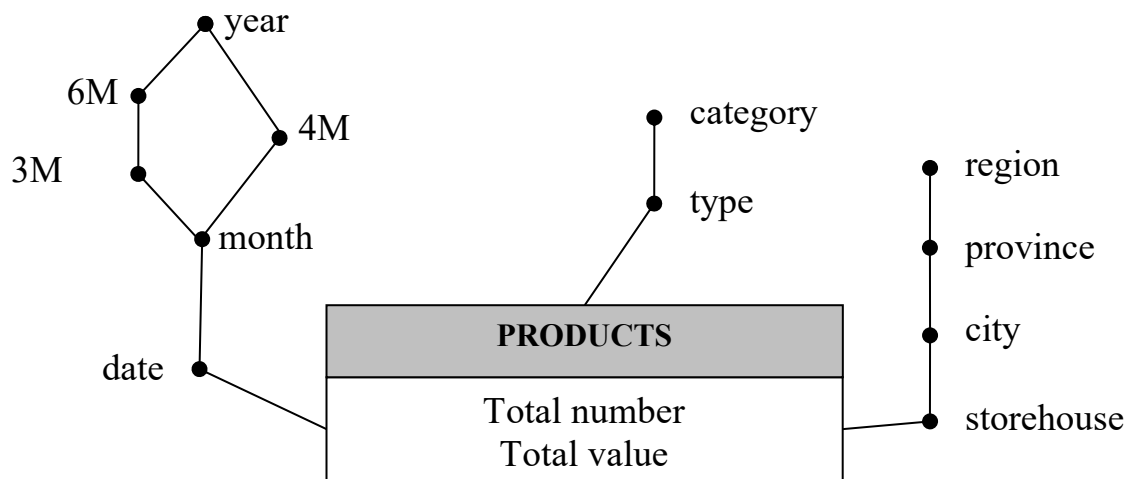 year
6M
4M
3M
month
date
category
type
region
province
city
storehouse
PRODUCTS
Total number
Total value